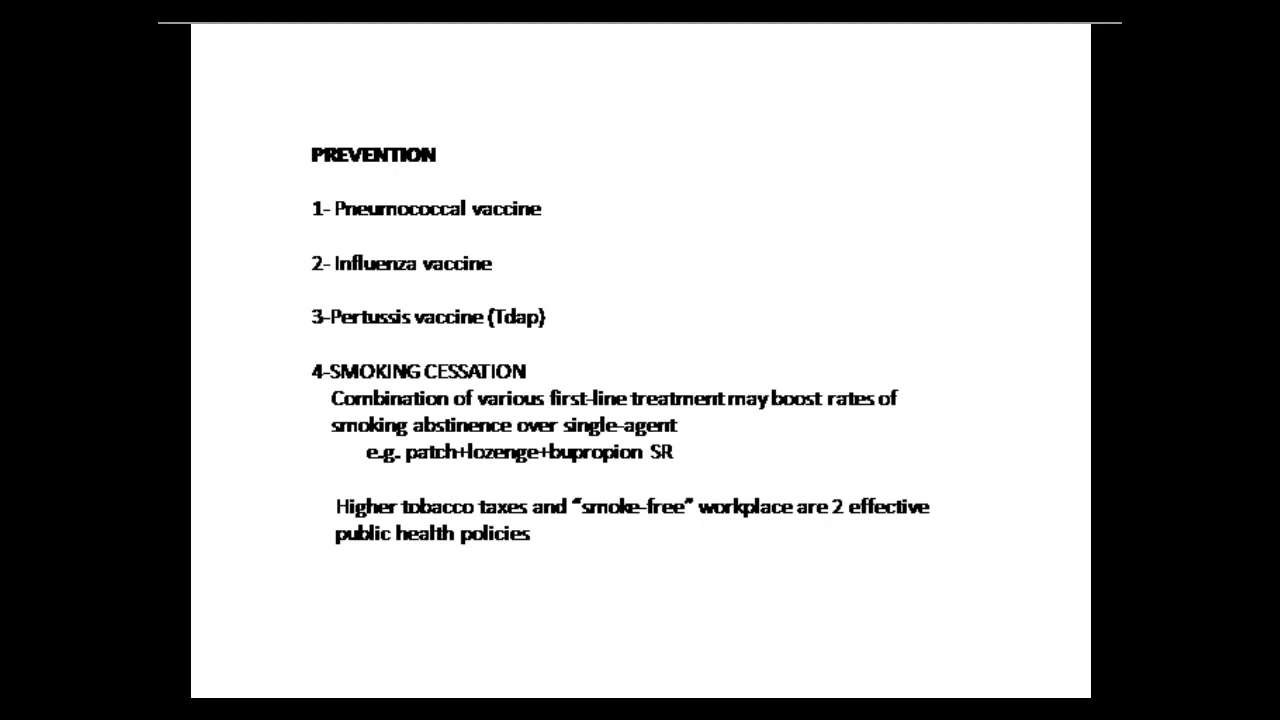 PREVENTION
1- Pneumococcal vaccine
2- Influenza vaccine
3-Pertussis vaccine (Tdap)
4-SMOKING CESSATION
Combination of various first-line treatment may boost rates of
smoking abstinence over single-agent
e.g. patch+lozenge+bupropion SR
Higher tobacco taxes and “smoke-free” workplace are 2 effective
public health policies